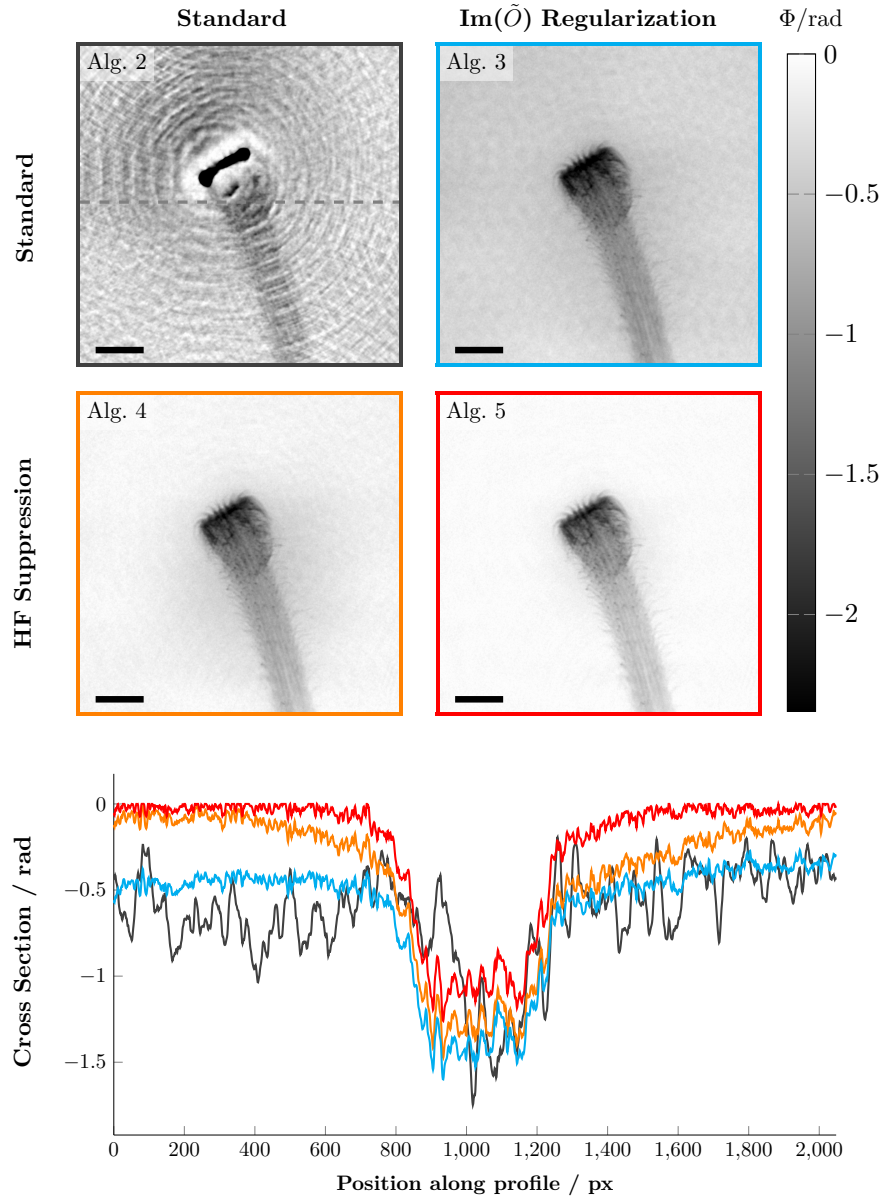 Standard
Im(Õ) Regularization
Φ/rad
Standard
Alg. 2
Alg. 3
0
−0.5
−1
−1.5
−2
HF Suppression
Alg. 4
Alg. 5
Cross Section / rad
0
−0.5
−1
−1.5
0 200 400 600 800 1,000 1,200 1,400 1,600 1,800 2,000
Position along profile / px